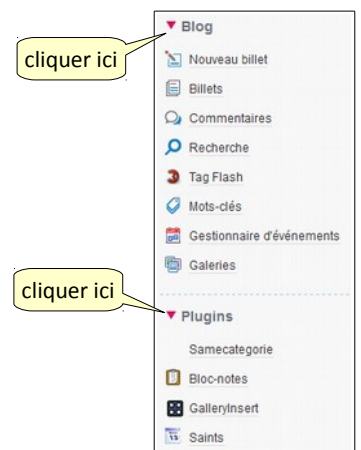 Blog
cliquer ici
Nouveau billet
Billets
Commentaires
Recherche
Tag Flash
Mots-clés
Gestionnaire d'événements
Galeries
cliquer ici
Plugins
Samecategorie
Bloc-notes
GalleryInsert
Saints